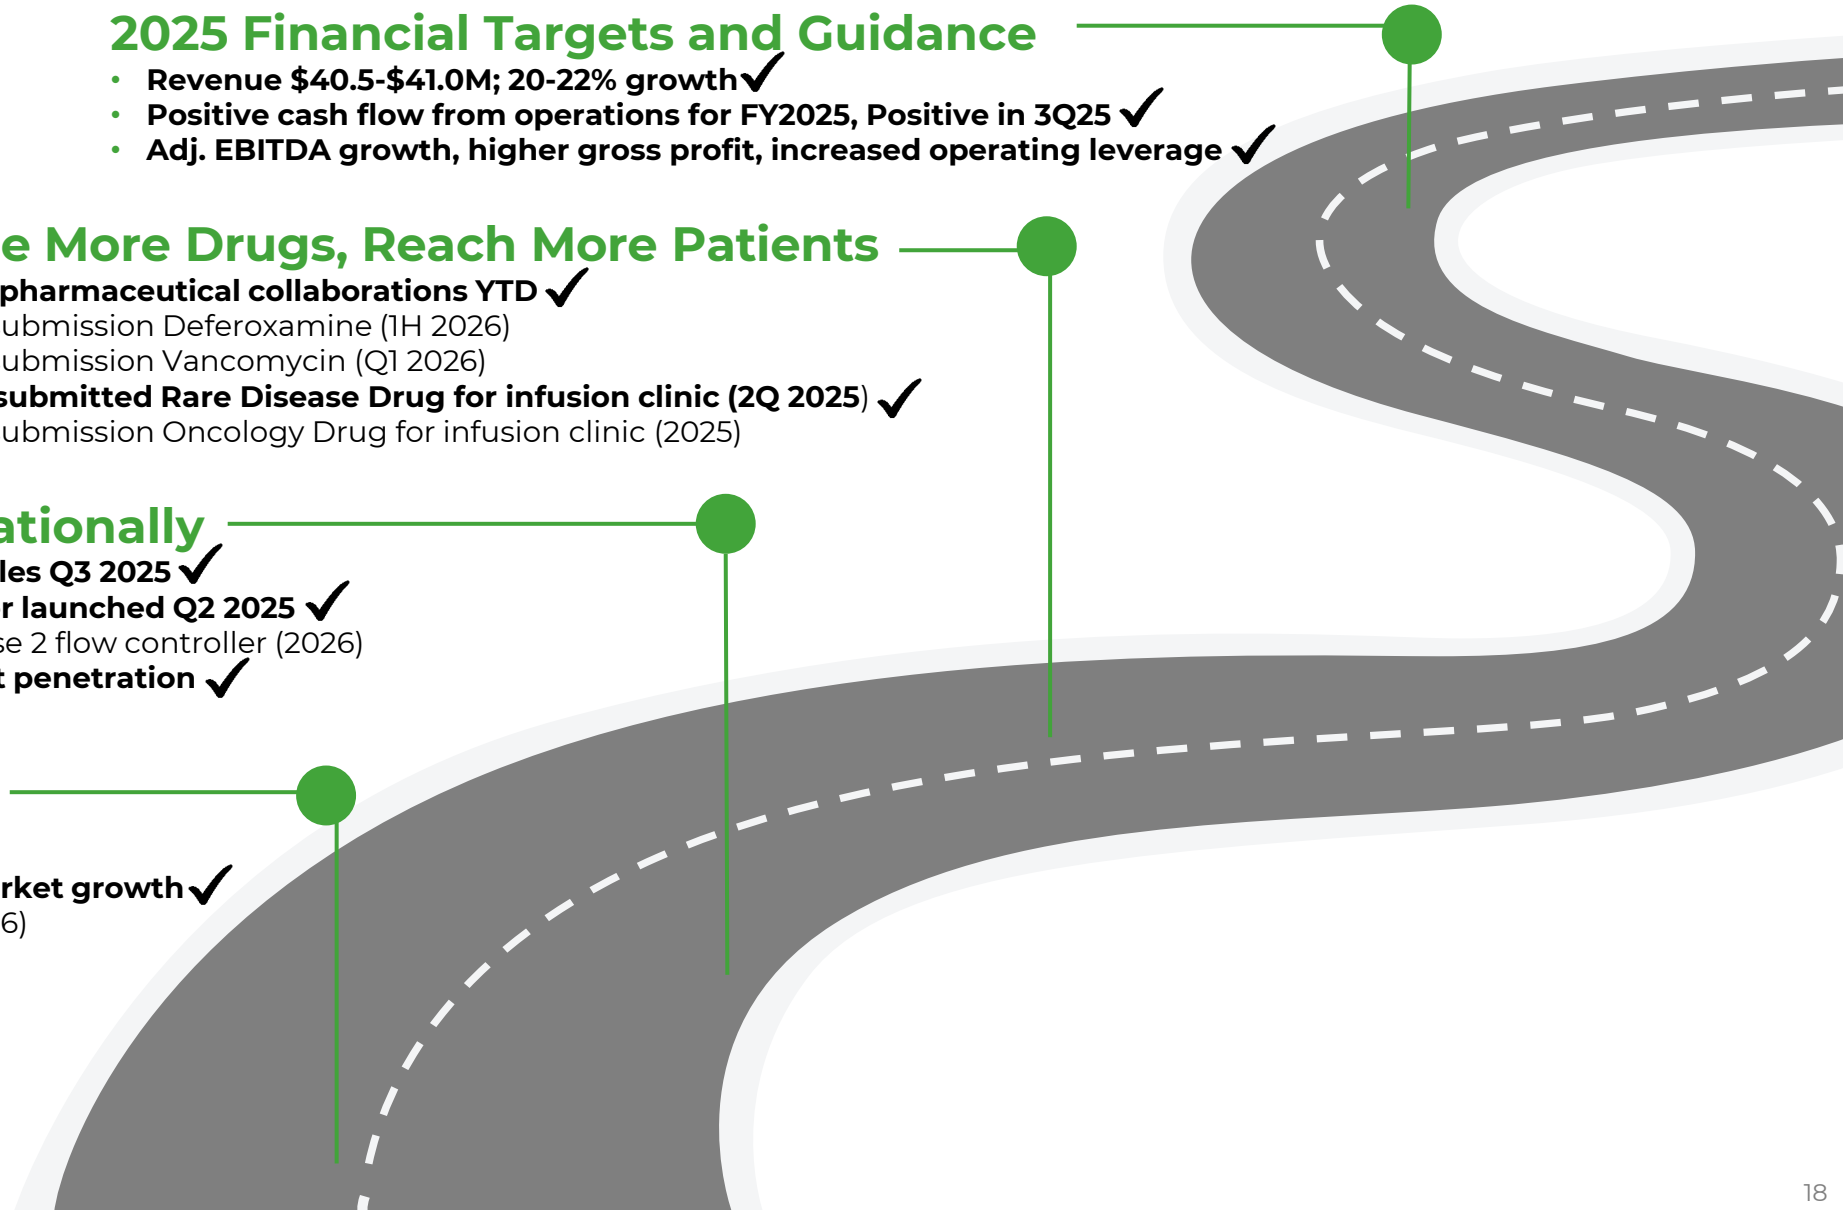 2025 Financial Targets and Guidance
• Revenue $40.5-$41.0M; 20-22% growth
• Positive cash flow from operations for FY2025, Positive in 3Q25
• Adj. EBITDA growth, higher gross profit, increased operating leverage
e More Drugs, Reach More Patients
pharmaceutical collaborations YTD
ubmission Deferoxamine (1H 2026)
ubmission Vancomycin (Q1 2026)
submitted Rare Disease Drug for infusion clinic (2Q 2025)
ubmission Oncology Drug for infusion clinic (2025)
ationally
les Q3 2025
r launched Q2 2025
se 2 flow controller (2026)
t penetration
rket growth
6)
18